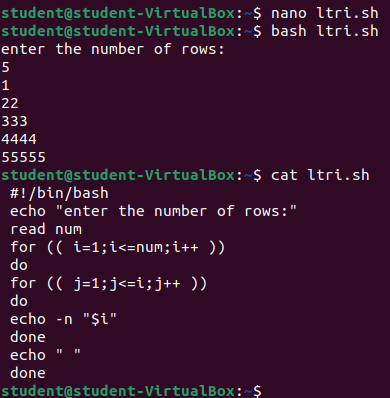 student@student-VirtualBox:~$ nano ltri.sh
student@student-VirtualBox:~$ bash ltri.sh
enter the number of rows:
5
1
22
333
4444
55555
student@student-VirtualBox:~$ cat ltri.sh
 #!/bin/bash
 echo "enter the number of rows:"
 read num
 for (( i=1;i<=num;i++ ))
 do
 for (( j=1;j<=i;j++ ))
 do
 echo -n "$i"
 done
 echo " "
 done
student@student-VirtualBox:~$